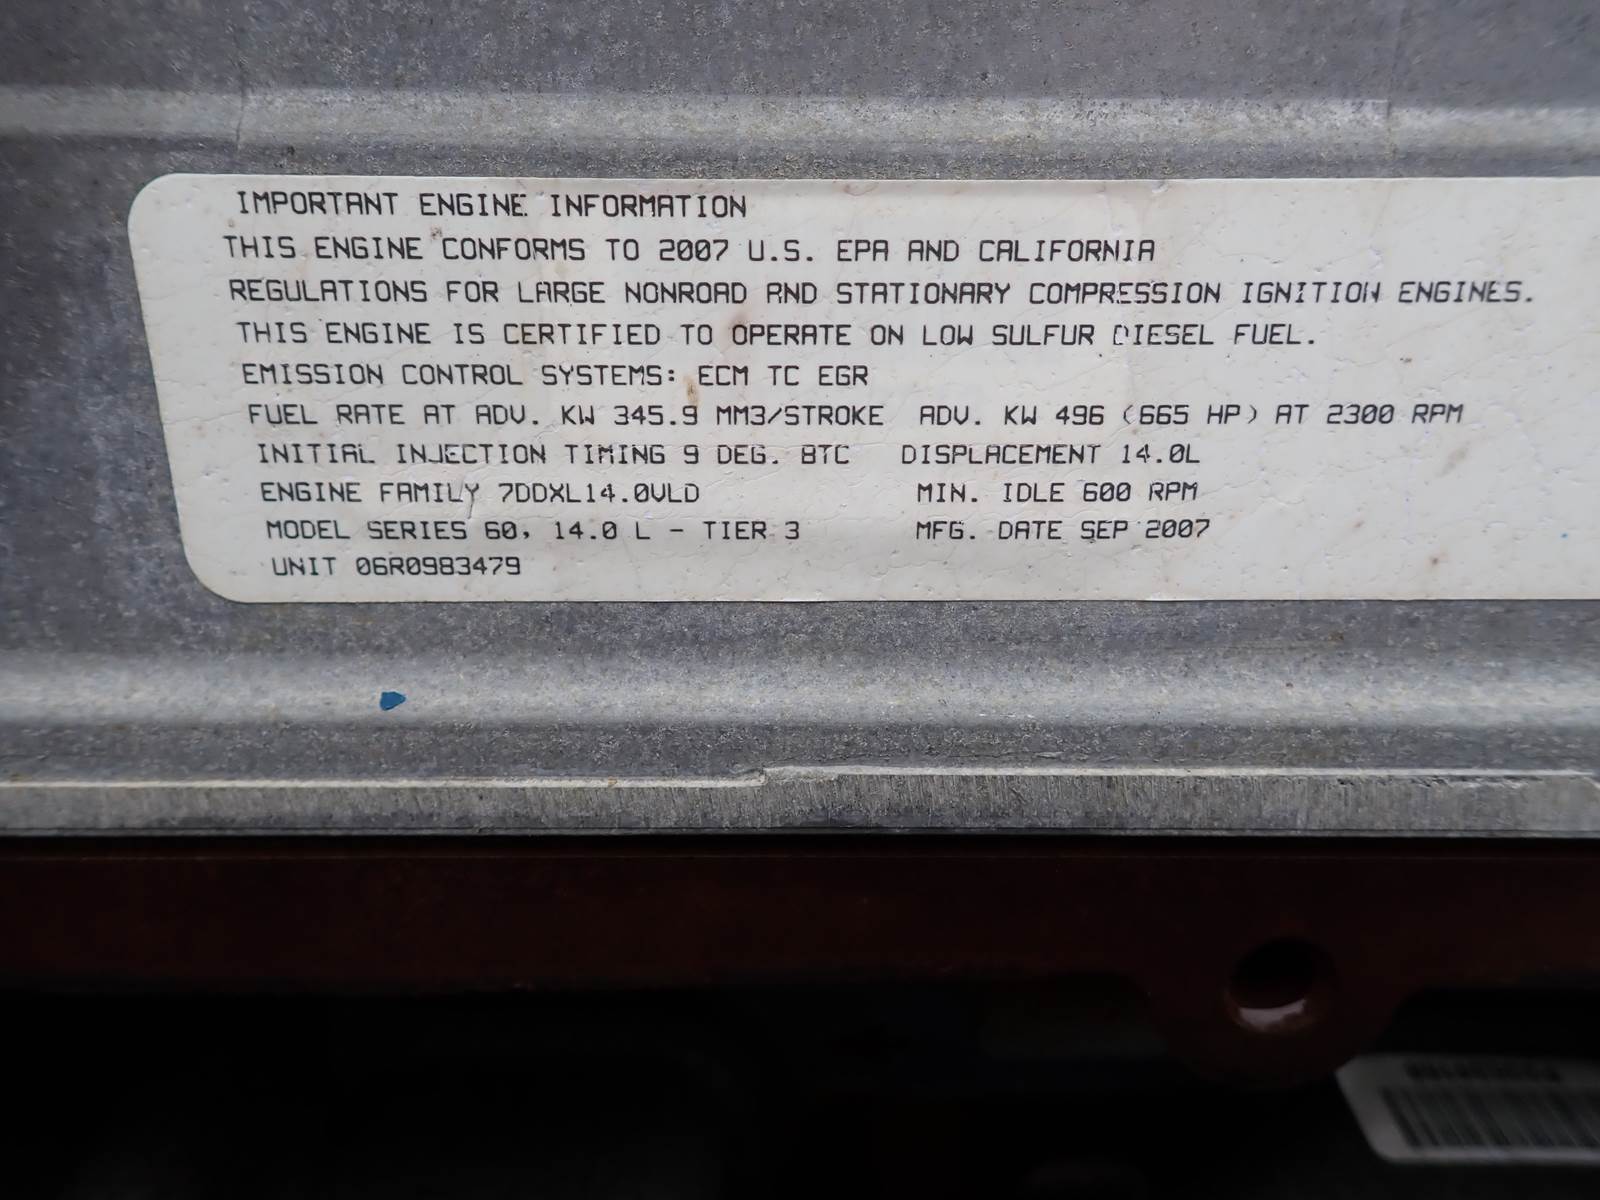 IMPORTANT ENGINE INFORMATION
THIS ENGINE CONFORMS TO 2007 U.S. EPA AND CALIFORNIA
REGULATIONS FOR LARGE NONROAD AND STATIONARY COMPRESSION IGNITION ENGINES.
THIS ENGINE IS CERTIFIED TO OPERATE ON LOW SULFUR DIESEL FUEL.
EMISSION CONTROL SYSTEMS: ECM TC EGR
FUEL RATE AT ADV. KW 345.9 MM3/STROKE ADV. KW 496 (665 HP) AT 2300 RPM
INITIAL INJECTION TIMING 9 DEG. BTC DISPLACEMENT 14.0L
ENGINE FAMILY 7DDXL14.0VLD MIN. IDLE 600 RPM
MODEL SERIES 60, 14.0 L - TIER 3 MFG. DATE SEP 2007
UNIT 06R0983479